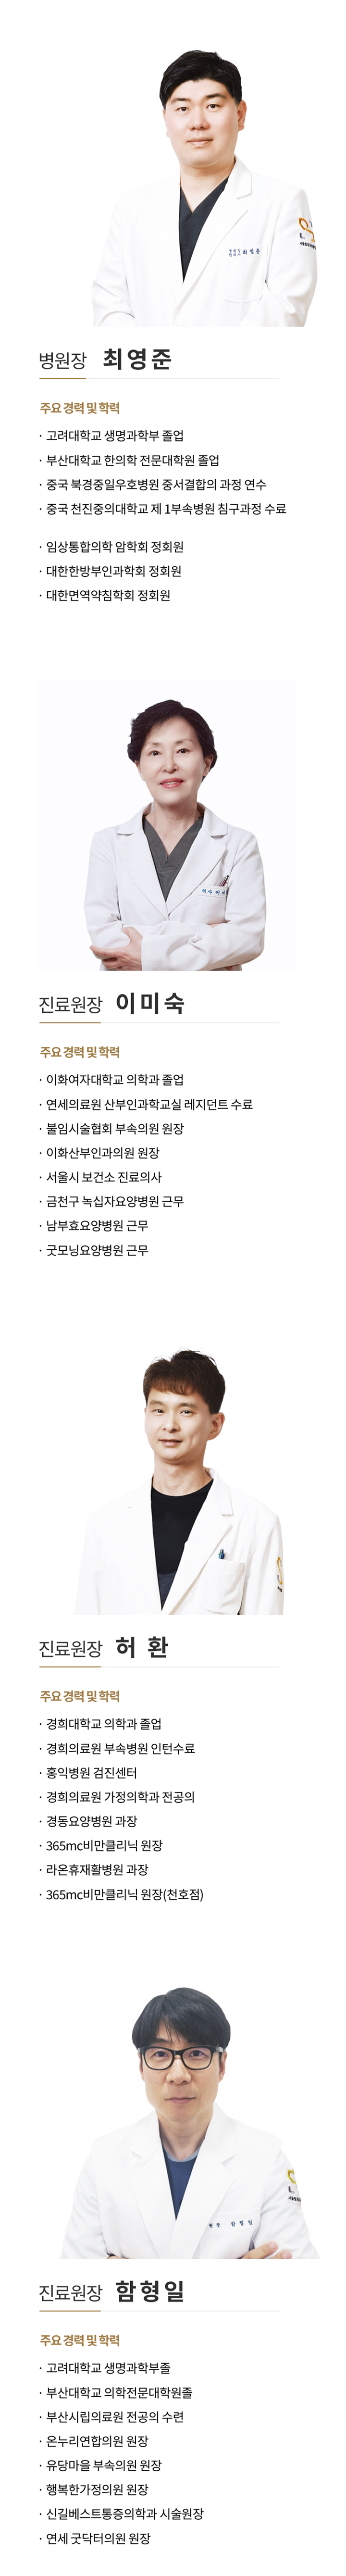 병원장 최영준
주요 경력 및 학력
· 고려대학교 생명과학부 졸업
· 부산대학교 한의학 전문대학원 졸업
· 중국 북경중일우호병원 중서결합의 과정 연수
· 중국 천진중의대학교 제 1부속병원 침구과정 수료
· 임상통합의학 암학회 정회원
· 대한한방부인과학회 정회원
· 대한면역약침학회 정회원
진료원장 이미숙
주요 경력 및 학력
· 이화여자대학교 의학과 졸업
· 연세의료원 산부인과학교실 레지던트 수료
· 불임시술협회 부속의원 원장
· 이화산부인과의원 원장
· 서울시 보건소 진료의사
· 금천구 녹십자요양병원 근무
· 남부효요양병원 근무
· 굿모닝요양병원 근무
진료원장 허 환
주요 경력 및 학력
· 경희대학교 의학과 졸업
· 경희의료원 부속병원 인턴수료
· 홍익병원 검진센터
· 경희의료원 가정의학과 전공의
· 경동요양병원 과장
· 365mc비만클리닉 원장
· 라온휴재활병원 과장
· 365mc비만클리닉 원장(천호점)
진료원장 함형일
주요 경력 및 학력
· 고려대학교 생명과학부졸
· 부산대학교 의학전문대학원졸
· 부산시립의료원 전공의 수련
· 온누리연합의원 원장
· 유당마을 부속의원 원장
· 행복한가정의원 원장
· 신길베스트통증의학과 시술원장
· 연세 굿닥터의원 원장